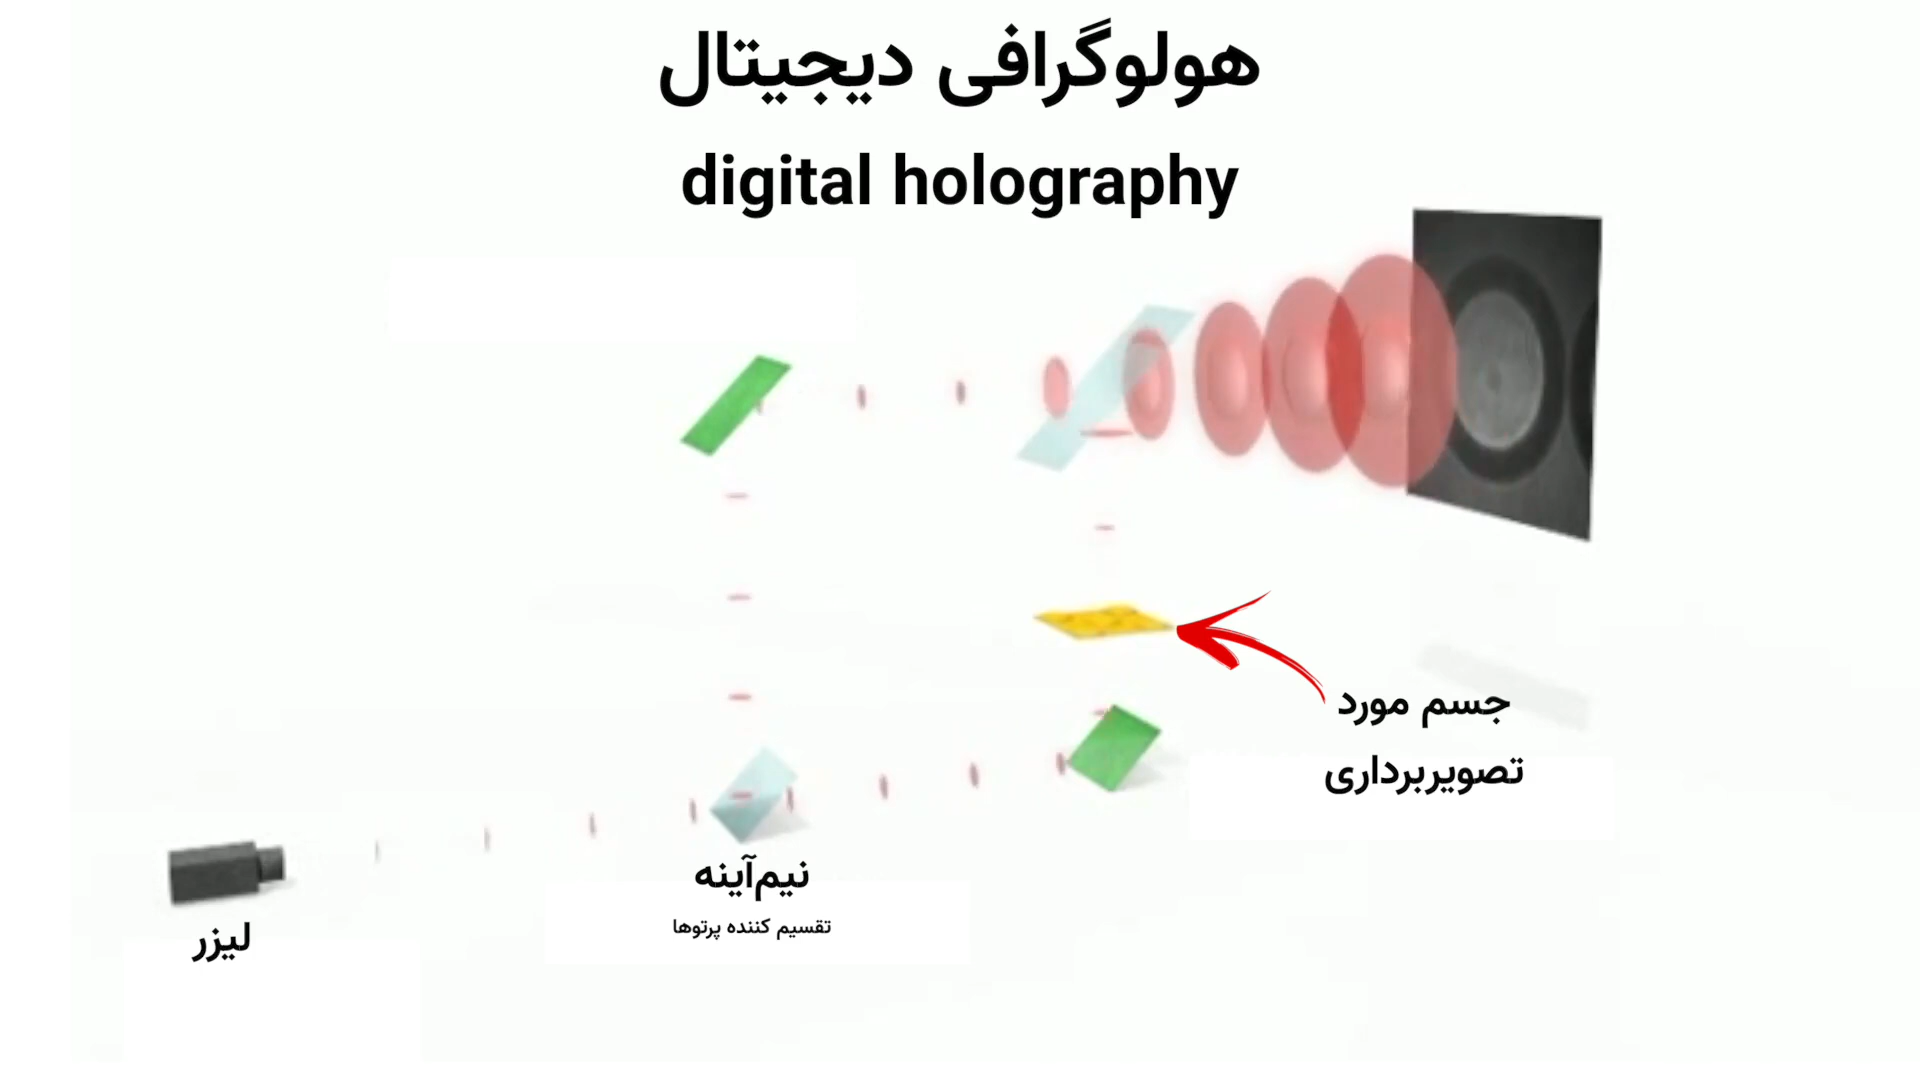 هولوگرافی دیجیتال
digital holography
جسم مورد
تصویربرداری
نیم‌آینه
تقسیم کننده پرتوها
لیزر